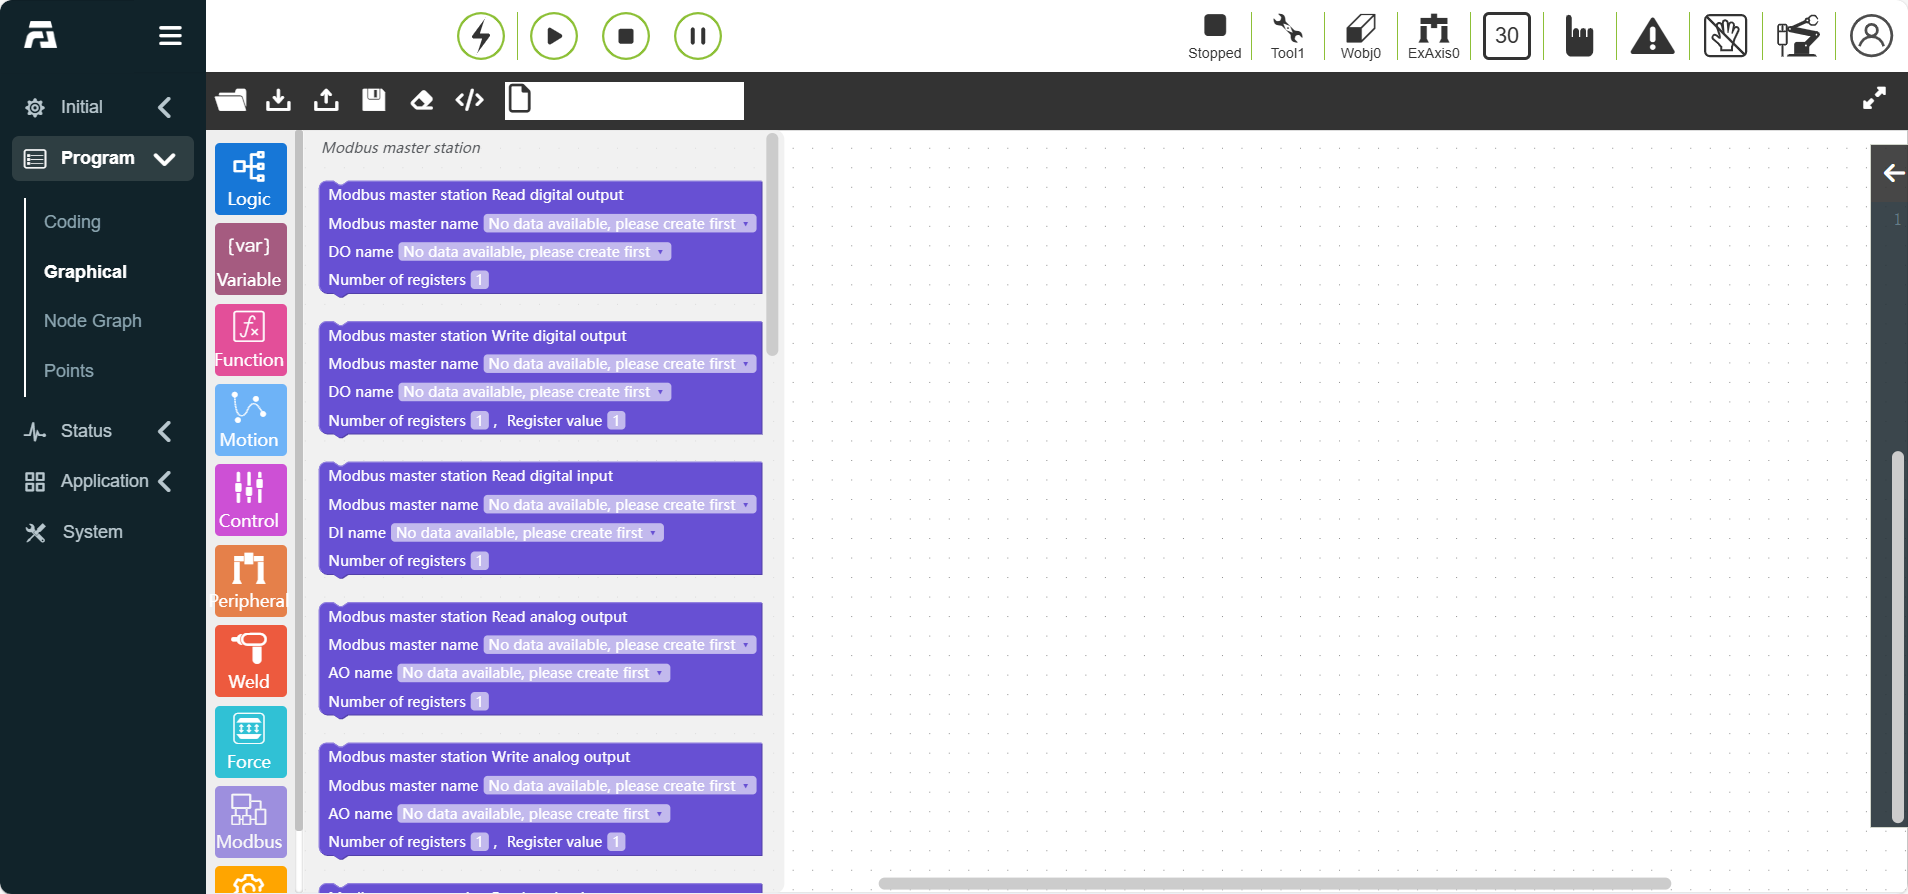 Stopped
Tool1
Wobj0
ExAxis0
30
Initial
Program
Coding
Graphical
Node Graph
Points
Status
Application
System
Logic
{var}
Variable
fx
Function
Motion
Control
Peripheral
Weld
Force
Modbus
Modbus master station
Modbus master station Read digital output
Modbus master name No data available, please create first
DO name No data available, please create first
Number of registers 1
Modbus master station Write digital output
Modbus master name No data available, please create first
DO name No data available, please create first
Number of registers 1 , Register value 1
Modbus master station Read digital input
Modbus master name No data available, please create first
DI name No data available, please create first
Number of registers 1
Modbus master station Read analog output
Modbus master name No data available, please create first
AO name No data available, please create first
Number of registers 1
Modbus master station Write analog output
Modbus master name No data available, please create first
AO name No data available, please create first
Number of registers 1 , Register value 1
1